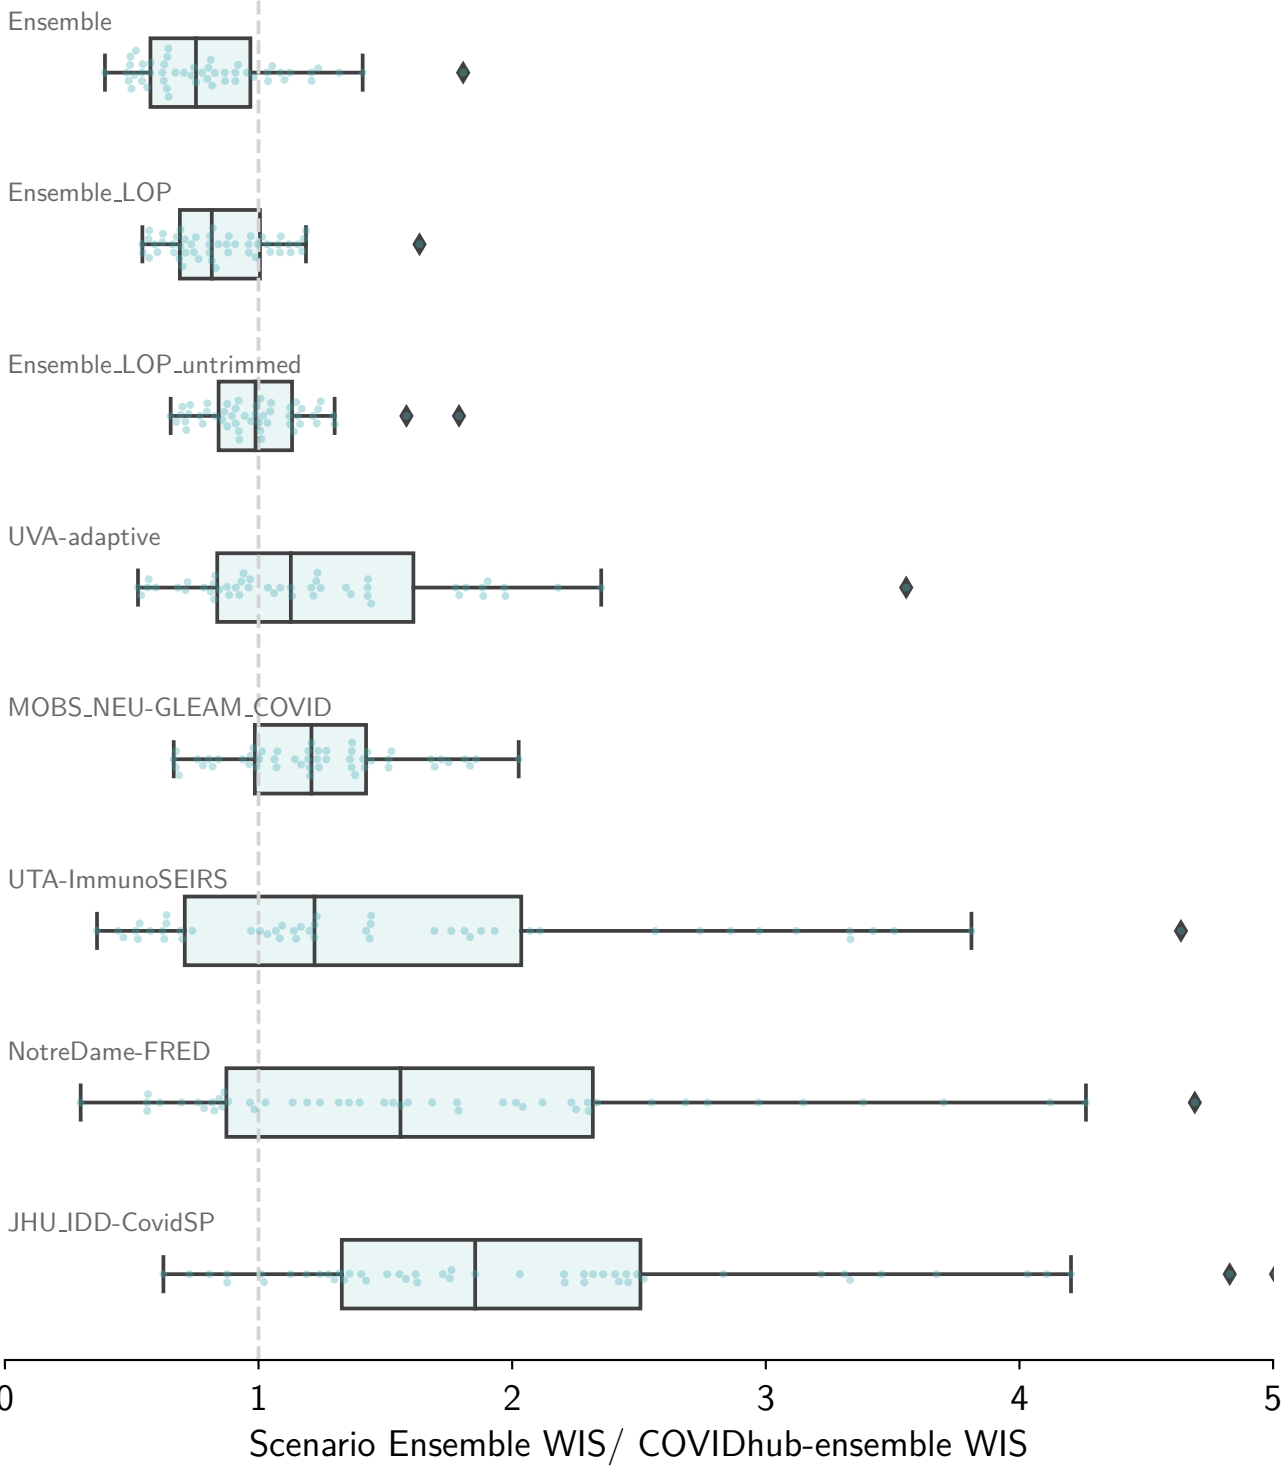 Ensemble
Ensemble_LOP
Ensemble_LOP_untrimmed
UVA-adaptive
MOBS_NEU-GLEAM_COVID
UTA-ImmunoSEIRS
NotreDame-FRED
JHU_IDD-CovidSP
0 1 2 3 4 5
Scenario Ensemble WIS/ COVIDhub-ensemble WIS